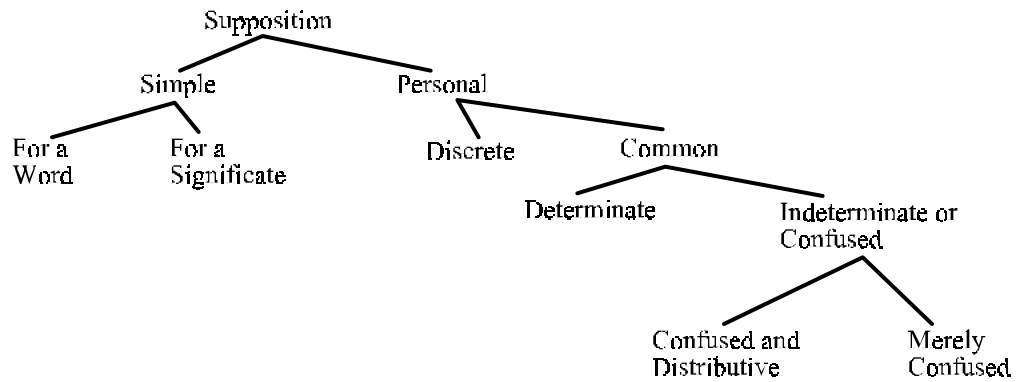 Supposition
Simple
Personal
For a
Word
For a
Significate
Discrete
Common
Determinate
Indeterminate or
Confused
Confused and
Distributive
Merely
Confused